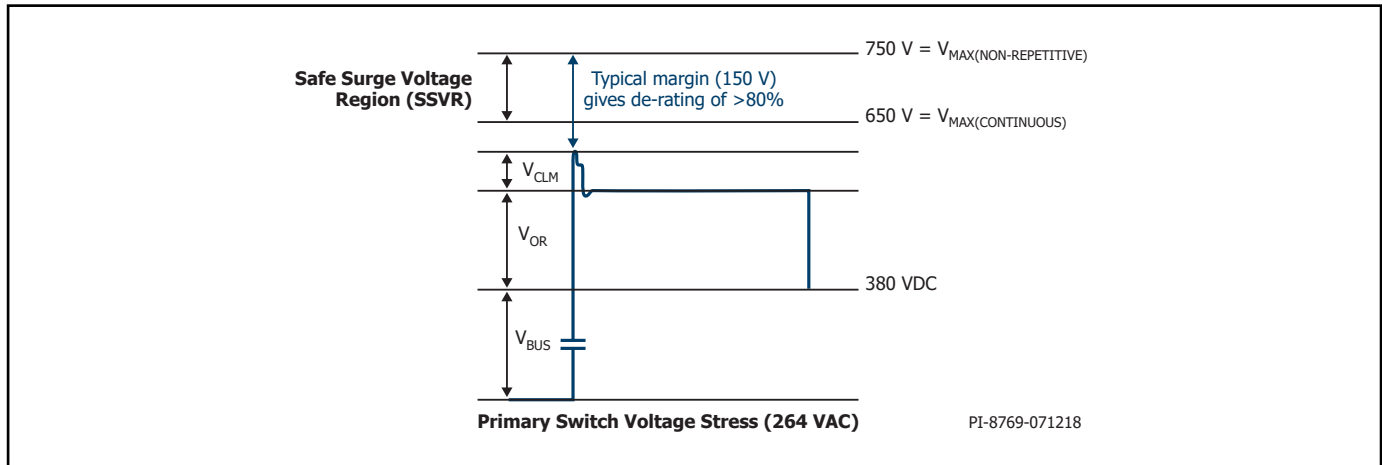 750 V = VMAX(NON-REPETITIVE)
Safe Surge Voltage
Region (SSVR)
Typical margin (150 V)
gives de-rating of >80%
650 V = VMAX(CONTINUOUS)
VCLM
VOR
380 VDC
VBUS
Primary Switch Voltage Stress (264 VAC)
PI-8769-071218